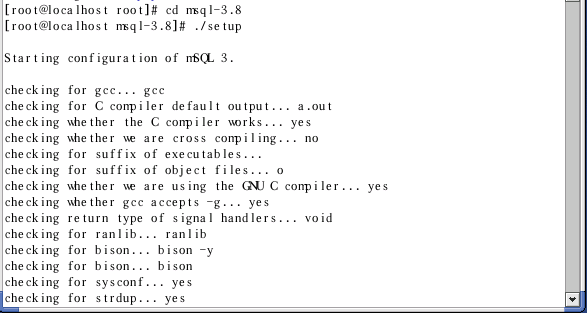 [root@localhost root]# cd msql-3.8
[root@localhost msql-3.8]# ./setup
Starting configuration of mSQL 3.
checking for gcc... gcc
checking for C compiler default output... a.out
checking whether the C compiler works... yes
checking whether we are cross compiling... no
checking for suffix of executables...
checking for suffix of object files... o
checking whether we are using the GNU C compiler... yes
checking whether gcc accepts -g... yes
checking return type of signal handlers... void
checking for ranlib... ranlib
checking for bison... bison -y
checking for bison... bison
checking for sysconf... yes
checking for strdup... yes